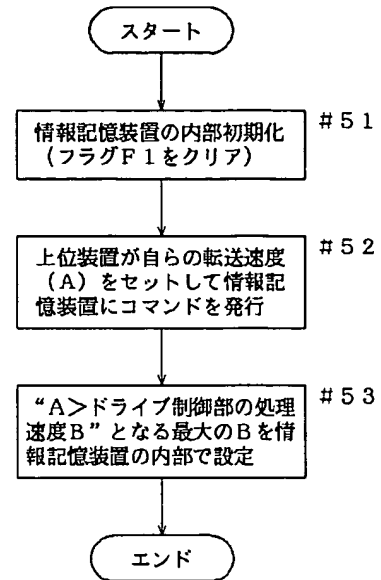 スタート
情報記憶装置の内部初期化
(フラグF1をクリア)
#51
上位装置が自らの転送速度
(A)をセットして情報記
憶装置にコマンドを発行
#52
“A>ドライブ制御部の処理
速度B”となる最大のBを情
報記憶装置の内部で設定
#53
エンド